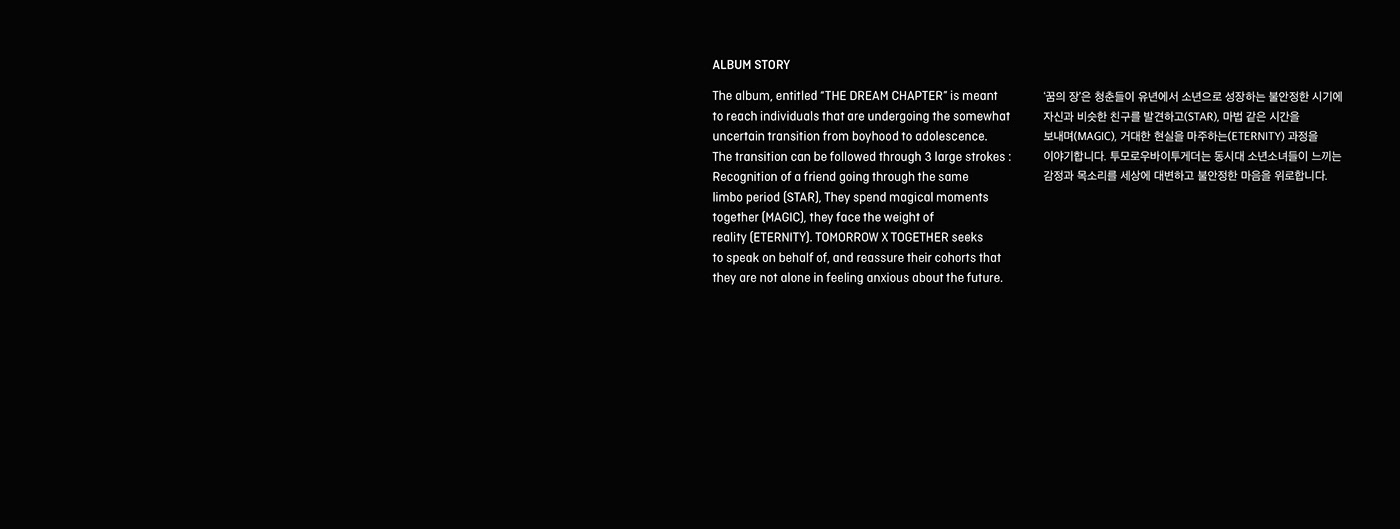 ALBUM STORY
The album, entitled “THE DREAM CHAPTER” is meant
to reach individuals that are undergoing the somewhat
uncertain transition from boyhood to adolescence.
The transition can be followed through 3 large strokes :
Recognition of a friend going through the same
limbo period (STAR), They spend magical moments
together (MAGIC), they face the weight of
reality (ETERNITY). TOMORROW X TOGETHER seeks
to speak on behalf of, and reassure their cohorts that
they are not alone in feeling anxious about the future.
'꿈의 장'은 청춘들이 유년에서 소년으로 성장하는 불안정한 시기에
자신과 비슷한 친구를 발견하고(STAR), 마법 같은 시간을
보내며(MAGIC), 거대한 현실을 마주하는(ETERNITY) 과정을
이야기합니다. 투모로우바이투게더는 동시대 소년소녀들이 느끼는
감정과 목소리를 세상에 대변하고 불안정한 마음을 위로합니다.